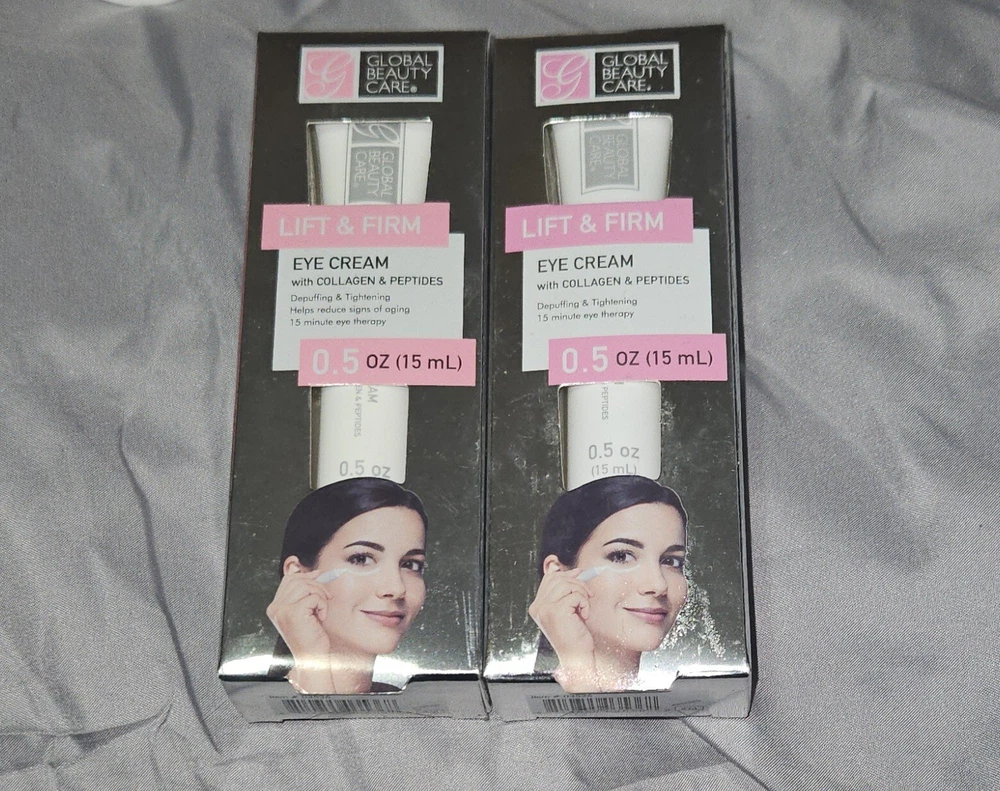 GLOBAL
BEAUTY
CARE®
GLOBAL
BEAUTY
CARE®
LIFT & FIRM
EYE CREAM
with COLLAGEN & PEPTIDES
Depuffing & Tightening
Helps reduce signs of aging
15 minute eye therapy
0.5 OZ (15 mL)
0.5 oz
GLOBAL
BEAUTY
CARE
GLOBAL
BEAUTY
CARE
LIFT & FIRM
EYE CREAM
with COLLAGEN & PEPTIDES
Depuffing & Tightening
15 minute eye therapy
0.5 OZ (15 mL)
PEPTIDES
0.5 oz
(15 mL)